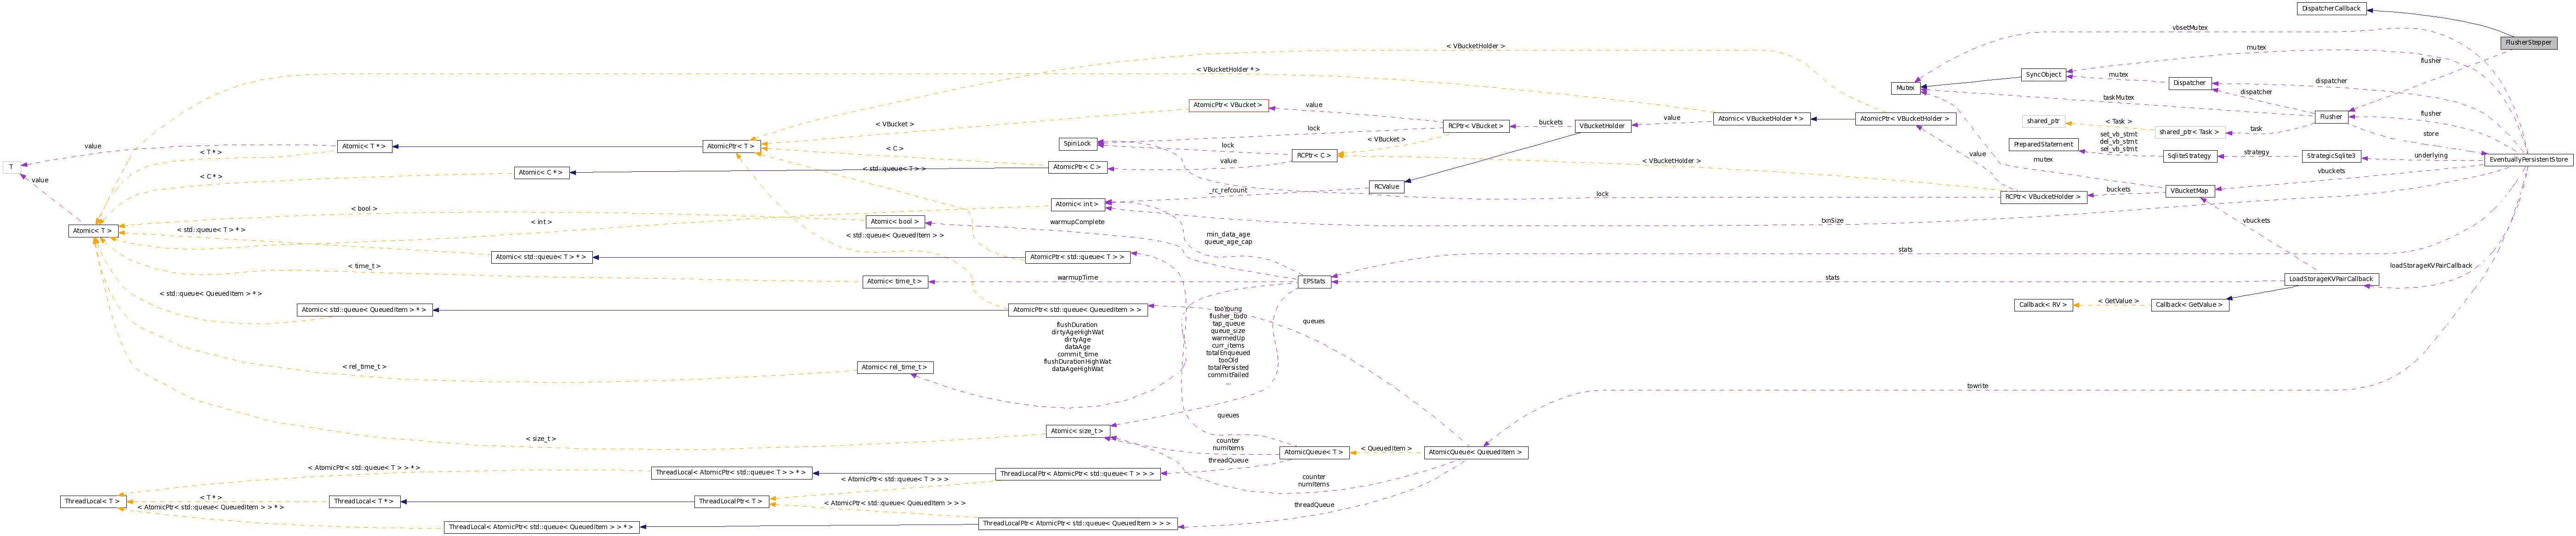 DispatcherCallback
vbsetMutex
FlusherStepper
< VBucketHolder >
mutex
flusher
< VBucketHolder * >
SyncObject
mutex
Dispatcher
dispatcher
Mutex
dispatcher
taskMutex
AtomicPtr< VBucket >
value
Atomic< VBucketHolder * >
AtomicPtr< VBucketHolder >
shared_ptr
< Task >
shared_ptr< Task >
task
Flusher
flusher
< VBucket >
RCPtr< VBucket >
buckets
VBucketHolder
value
lock
store
set_vb_stmt
del_vb_stmt
sel_vb_stmt
value
Atomic< T * >
AtomicPtr< T >
SpinLock
< VBucket >
PreparedStatement
< T * >
< C >
lock
RCPtr< C >
SqliteStrategy
strategy
StrategicSqlite3
underlying
EventuallyPersistentStore
T
value
AtomicPtr< C >
value
< VBucketHolder >
value
mutex
vbuckets
< C * >
Atomic< C * >
< std::queue< T > >
_rc_refcount
RCValue
lock
RCPtr< VBucketHolder >
buckets
VBucketMap
< bool >
Atomic< int >
< int >
Atomic< bool >
warmupComplete
txnSize
vbuckets
Atomic< T >
< std::queue< T > * >
< std::queue< QueuedItem > >
min_data_age
queue_age_cap
Atomic< std::queue< T > * >
AtomicPtr< std::queue< T > >
stats
< time_t >
loadStorageKVPairCallback
Atomic< time_t >
warmupTime
EPStats
stats
LoadStorageKVPairCallback
< std::queue< QueuedItem > * >
Atomic< std::queue< QueuedItem > * >
AtomicPtr< std::queue< QueuedItem > >
Callback< RV >
< GetValue >
Callback< GetValue >
tooYoung
flusher_todo
tap_queue
queue_size
warmedUp
curr_items
totalEnqueued
tooOld
totalPersisted
commitFailed
...
queues
flushDuration
dirtyAgeHighWat
dirtyAge
dataAge
commit_time
flushDurationHighWat
dataAgeHighWat
< rel_time_t >
Atomic< rel_time_t >
towrite
queues
< size_t >
Atomic< size_t >
counter
numItems
AtomicQueue< T >
< QueuedItem >
AtomicQueue< QueuedItem >
threadQueue
< AtomicPtr< std::queue< T > > * >
ThreadLocal< AtomicPtr< std::queue< T > > * >
ThreadLocalPtr< AtomicPtr< std::queue< T > > >
< AtomicPtr< std::queue< T > > >
counter
numItems
ThreadLocal< T >
< T * >
ThreadLocal< T * >
ThreadLocalPtr< T >
< AtomicPtr< std::queue< QueuedItem > > >
< AtomicPtr< std::queue< QueuedItem > > * >
threadQueue
ThreadLocal< AtomicPtr< std::queue< QueuedItem > > * >
ThreadLocalPtr< AtomicPtr< std::queue< QueuedItem > > >